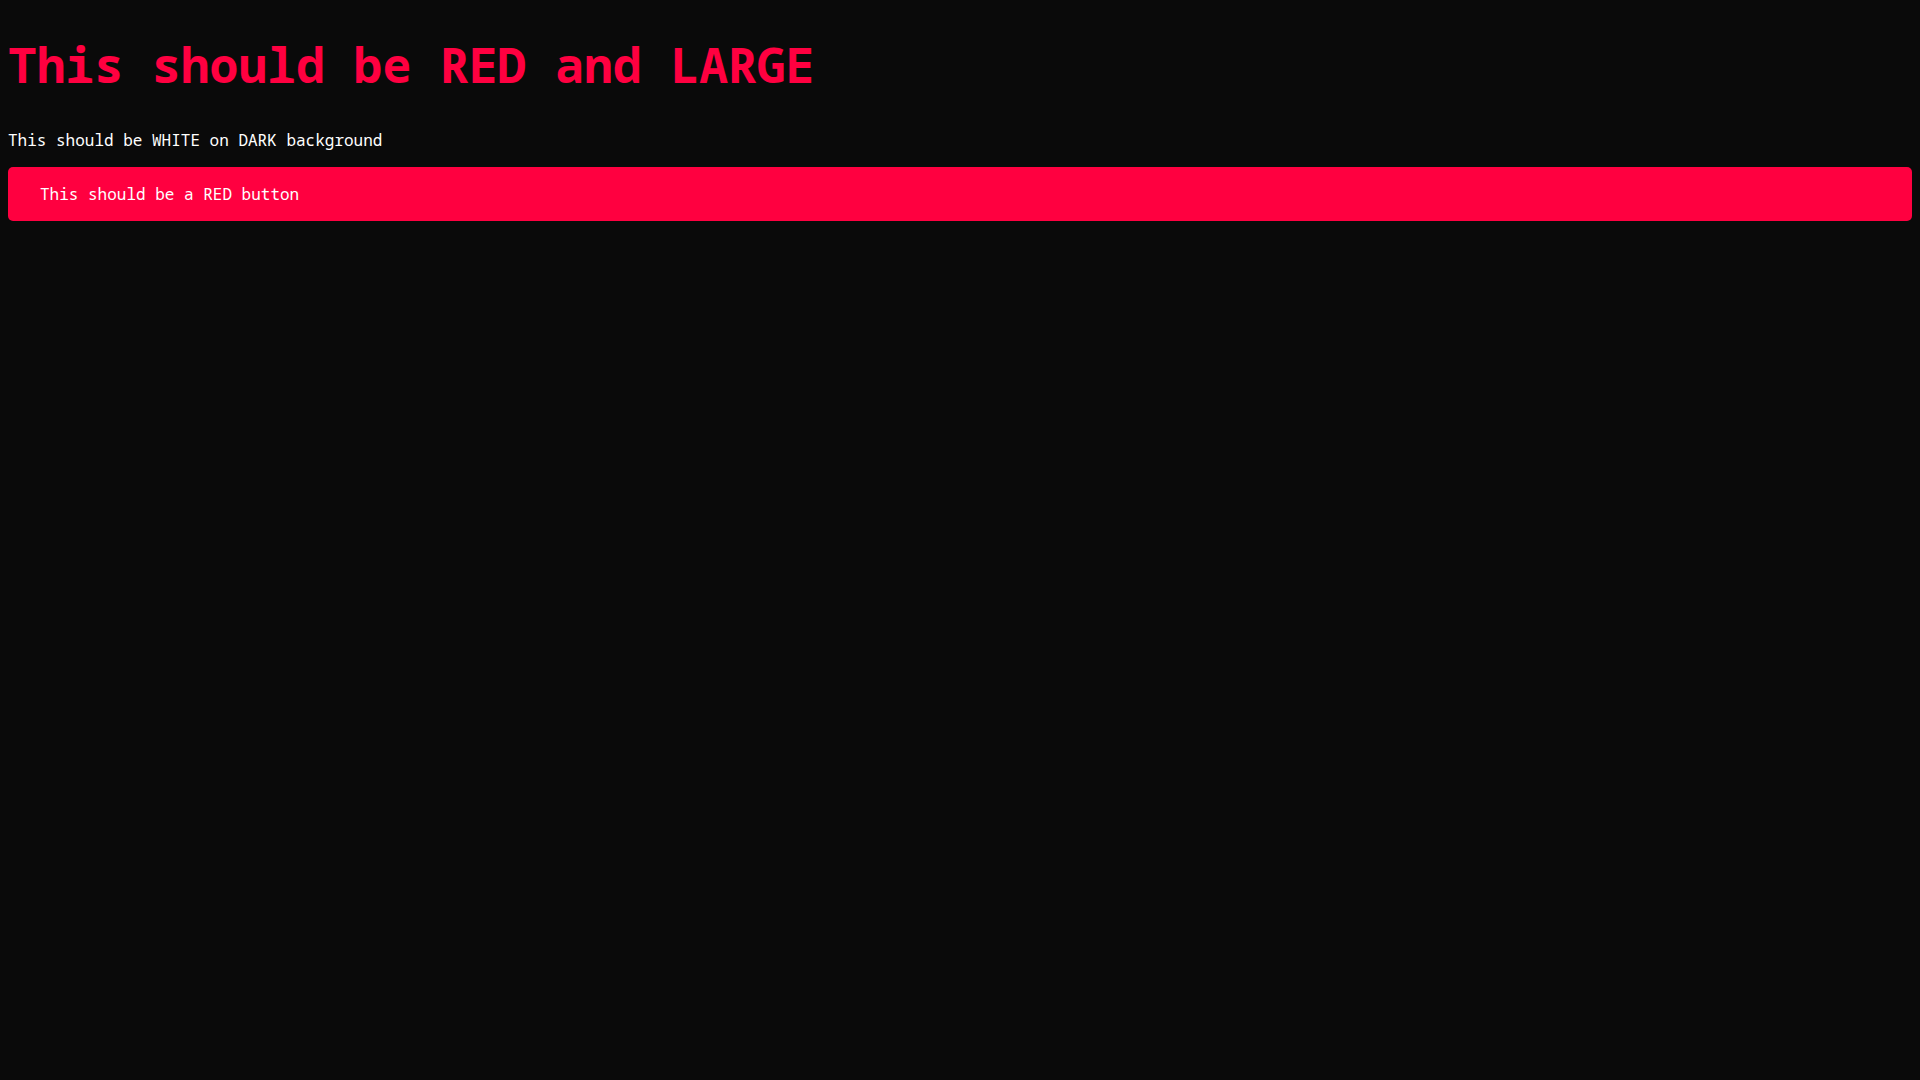 This should be RED and LARGE
This should be WHITE on DARK background
This should be a RED button